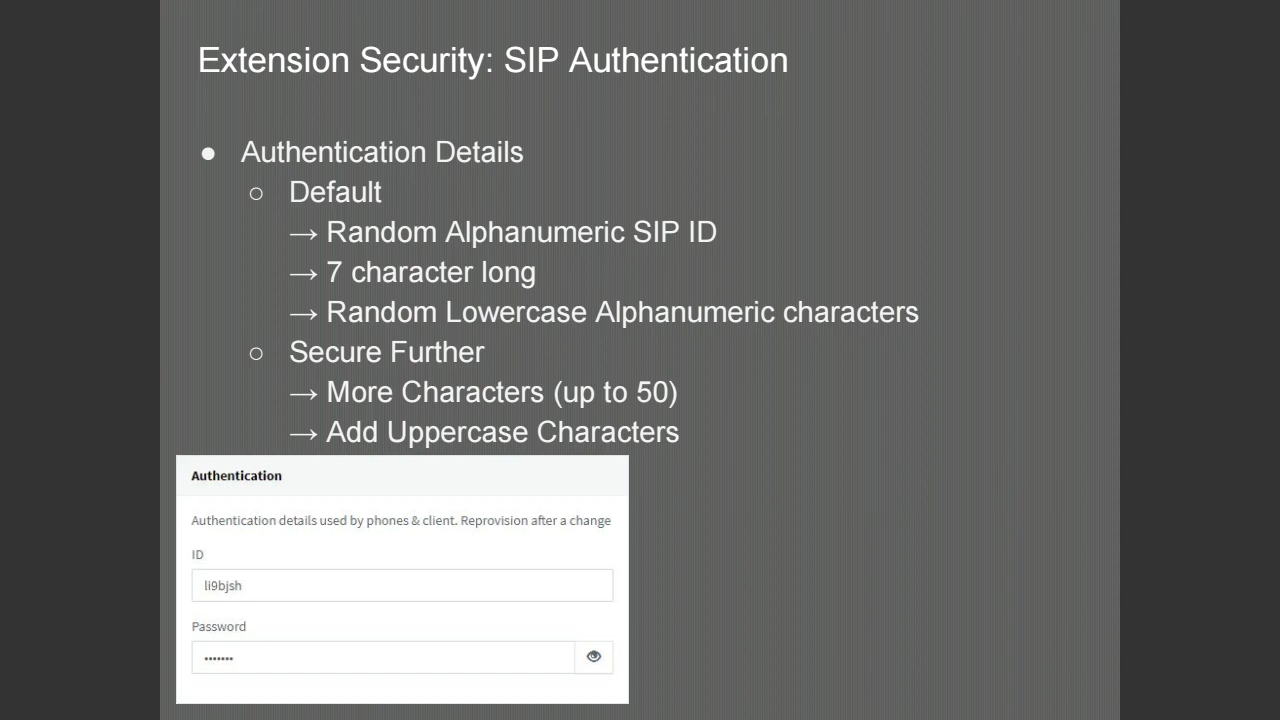 Extension Security: SIP Authentication
● Authentication Details
○ Default
→ Random Alphanumeric SIP ID
→ 7 character long
→ Random Lowercase Alphanumeric characters
○ Secure Further
→ More Characters (up to 50)
→ Add Uppercase Characters
Authentication
Authentication details used by phones & client. Reprovision after a change
ID
li9bjsh
Password
•••••••